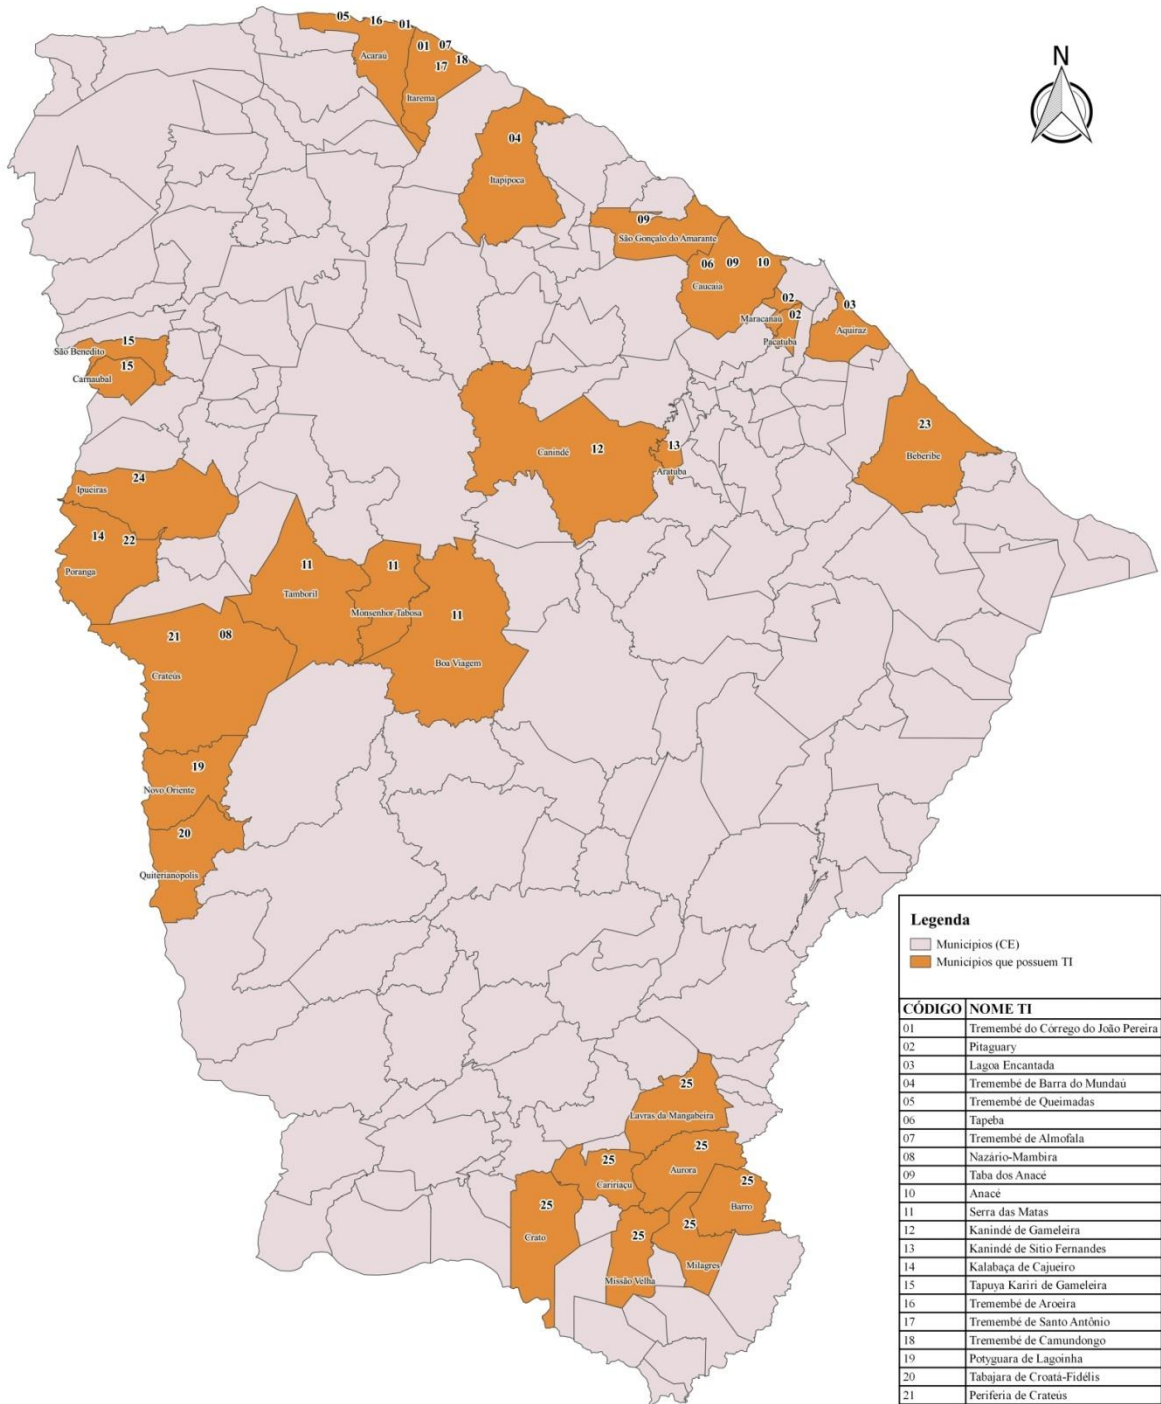 N
05 16 01
01 07
17 18
Acaraú
Itarema
04
Itapipoca
09
São Gonçalo do Amarante
06 09 10
Caucaia
02
Maracanaú
02
Pacatuba
03
Aquiraz
15
São Benedito
15
Carnaubal
23
Beberibe
12
Canindé
13
Aratuba
24
Ipueiras
14 22
Poranga
11
Tamboril
11
Monsenhor Tabosa
11
Boa Viagem
21 08
Crateús
19
Novo Oriente
20
Quiterianópolis
25
Lavras da Mangabeira
25
Aurora
25
Caririaçu
25
Barro
25
Crato
25
Milagres
25
Missão Velha
Legenda
Municípios (CE)
Municípios que possuem TI
CÓDIGO NOME TI
01 Tremembé do Córrego do João Pereira
02 Pitaguary
03 Lagoa Encantada
04 Tremembé de Barra do Mundaú
05 Tremembé de Queimadas
06 Tapeba
07 Tremembé de Almofala
08 Nazário-Mambira
09 Taba dos Anacé
10 Anacé
11 Serra das Matas
12 Kanindé de Gameleira
13 Kanindé de Sitio Fernandes
14 Kalabaça de Cajueiro
15 Tapuya Kariri de Gameleira
16 Tremembé de Aroeira
17 Tremembé de Santo Antônio
18 Tremembé de Camundongo
19 Potyguara de Lagoinha
20 Tabajara de Croatá-Fidélis
21 Periferia de Crateús